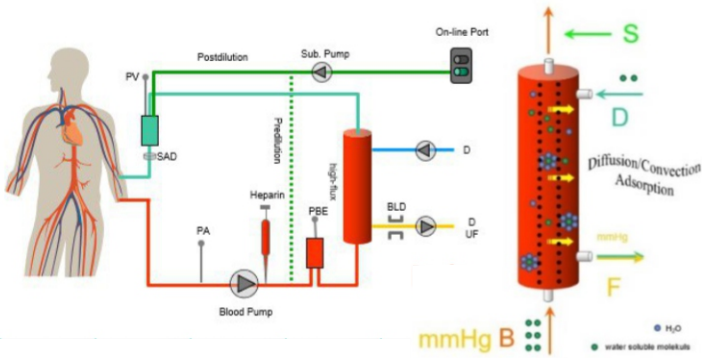 On-line Port
Postdilution
Sub. Pump
PV
SAD
Predilution
high-flux
D
Heparin
PBE
BLD
D
UF
PA
Blood Pump
S
D
Diffusion/Convection
Adsorption
mmHg
F
mmHg B
H₂O
water soluble molekuls